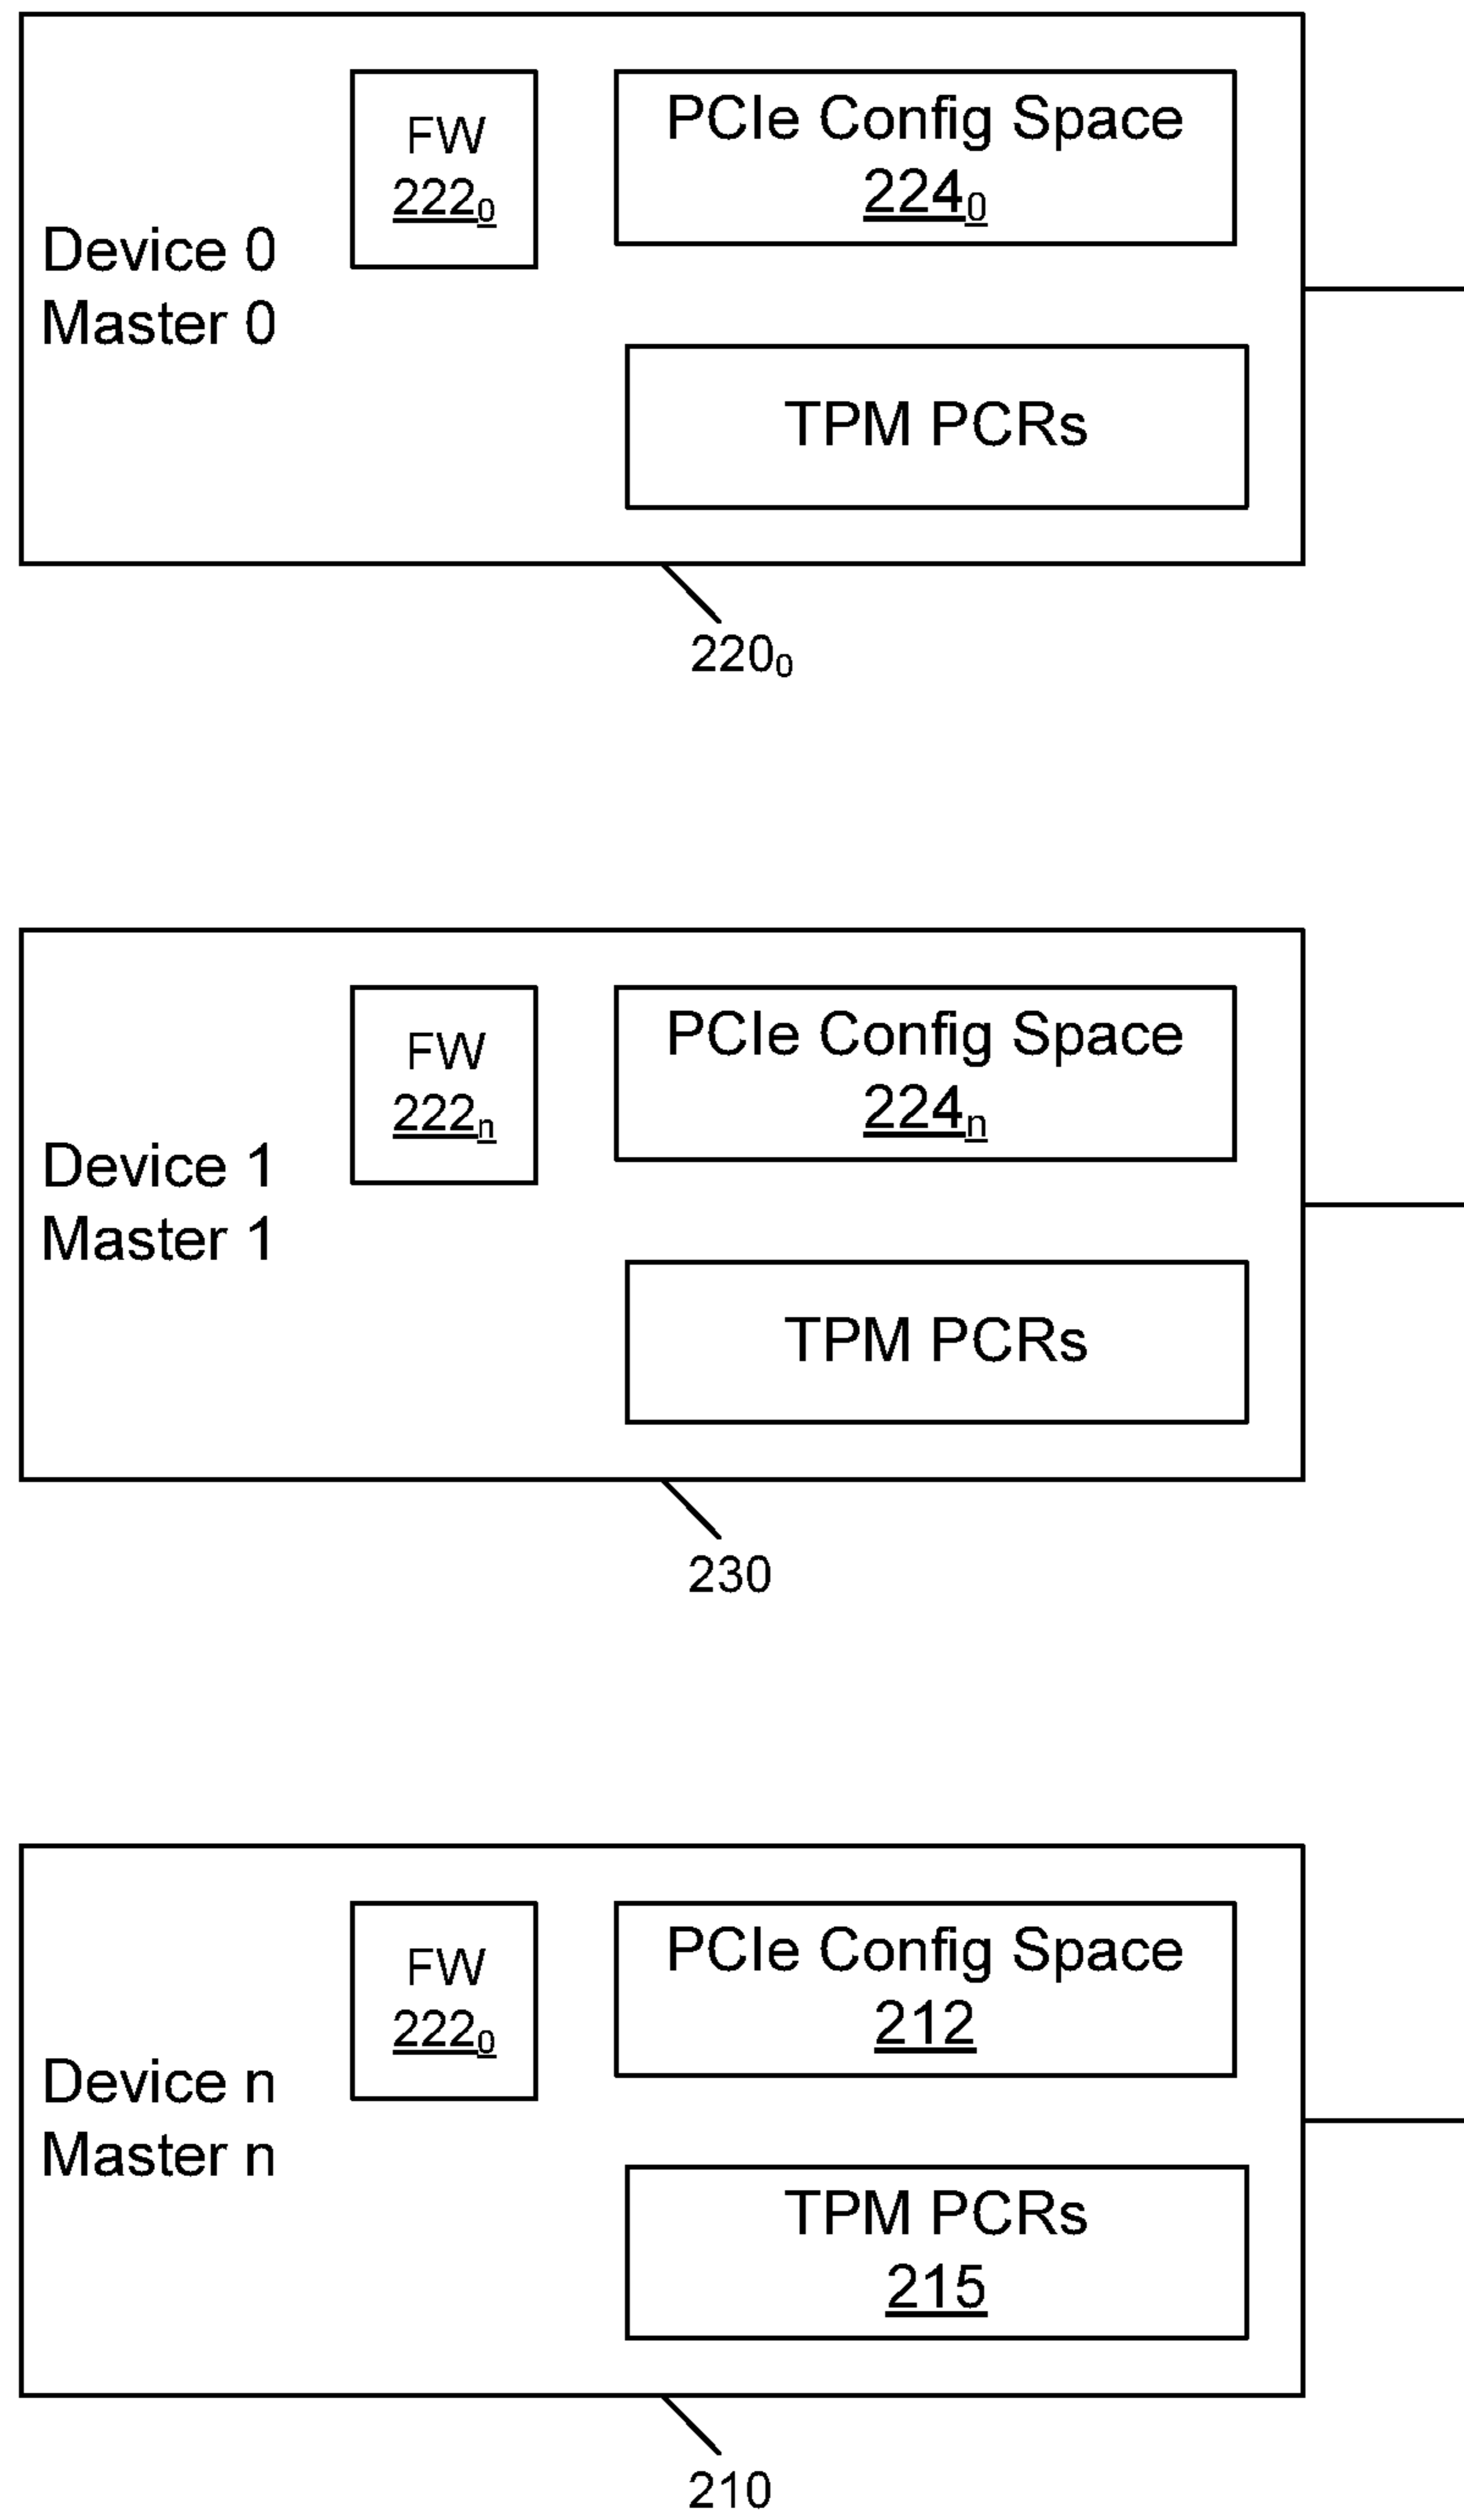 FW
222₀
PCIe Config Space
224₀
Device 0
Master 0
TPM PCRs
220₀
FW
222ₙ
PCIe Config Space
224ₙ
Device 1
Master 1
TPM PCRs
230
FW
222₀
PCIe Config Space
212
Device n
Master n
TPM PCRs
215
210